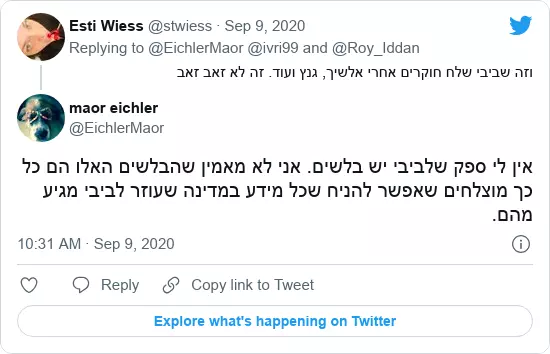 Esti Wiess @stwiess · Sep 9, 2020
Replying to @EichlerMaor @ivri99 and @Roy_Iddan
וזה שביבי שלח חוקרים אחרי אלשיך, גנץ ועוד. זה לא זאב זאב
maor eichler
@EichlerMaor
אין לי ספק שלביבי יש בלשים. אני לא מאמין שהבלשים האלו הם כל
כך מוצלחים שאפשר להניח שכל מידע במדינה שעוזר לביבי מגיע
מהם.
10:31 AM · Sep 9, 2020
Reply
Copy link to Tweet
Explore what's happening on Twitter